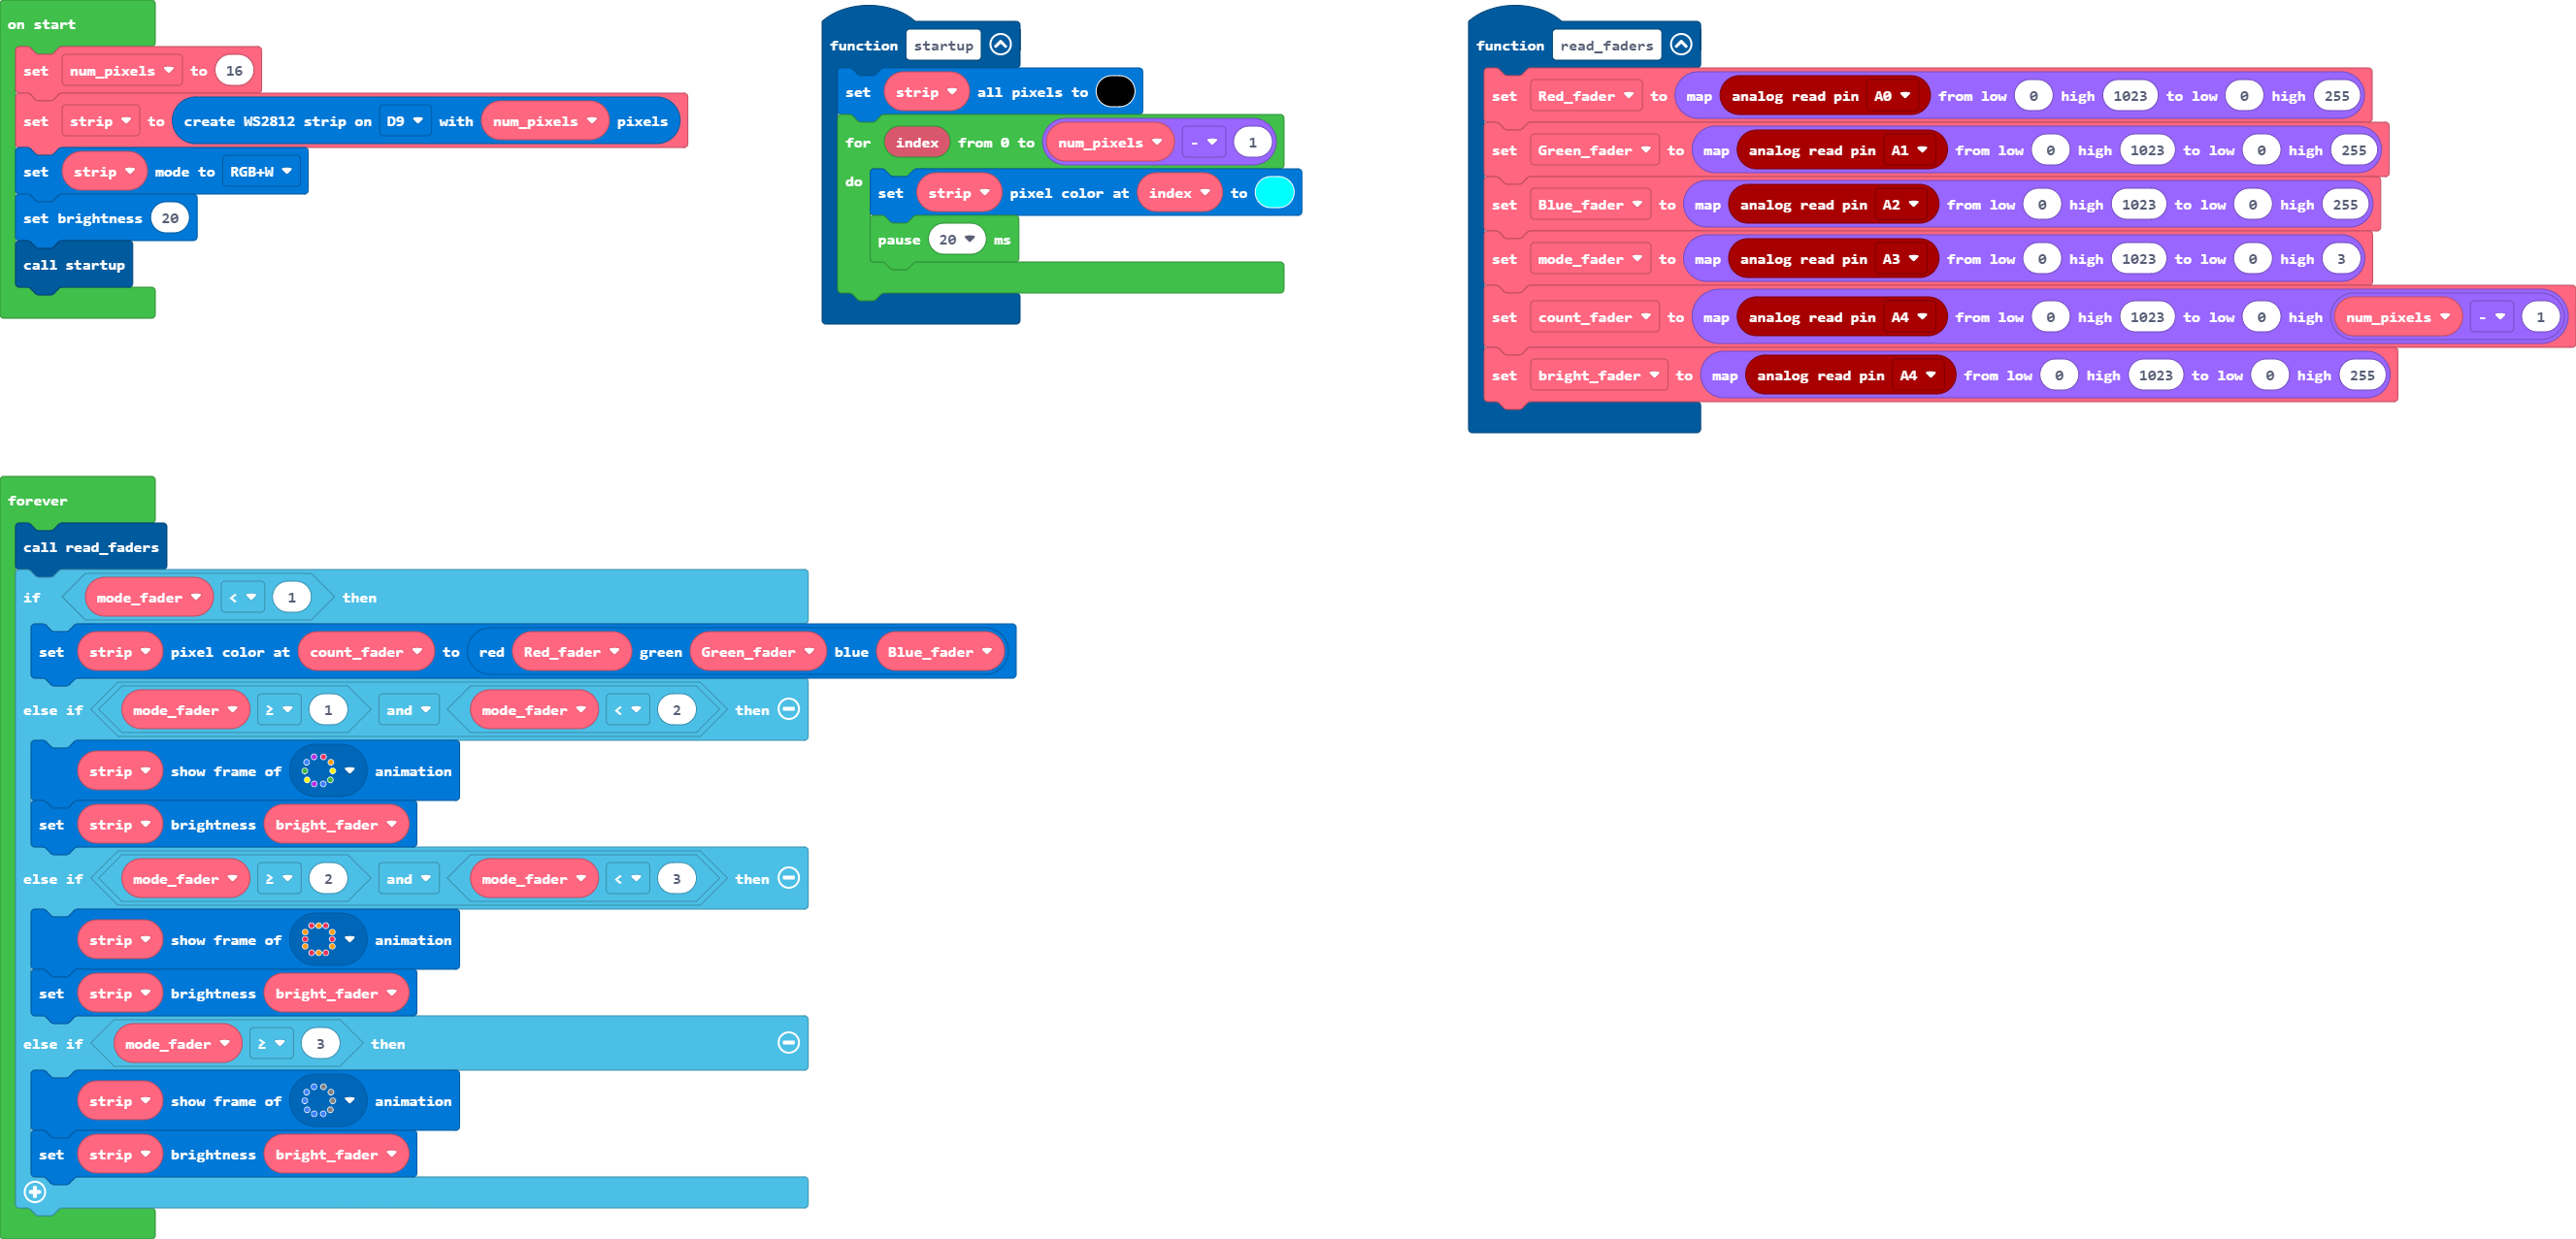 on start
set num_pixels to 16
set strip to create WS2812 strip on D9 with num_pixels pixels
set strip mode to RGB+W
set brightness 20
call startup
function startup
set strip all pixels to
for index from 0 to num_pixels - 1
do set strip pixel color at index to
pause 20 ms
function read_faders
set Red_fader to map analog read pin A0 from low 0 high 1023 to low 0 high 255
set Green_fader to map analog read pin A1 from low 0 high 1023 to low 0 high 255
set Blue_fader to map analog read pin A2 from low 0 high 1023 to low 0 high 255
set mode_fader to map analog read pin A3 from low 0 high 1023 to low 0 high 3
set count_fader to map analog read pin A4 from low 0 high 1023 to low 0 high num_pixels - 1
set bright_fader to map analog read pin A4 from low 0 high 1023 to low 0 high 255
forever
call read_faders
if mode_fader < 1 then
set strip pixel color at count_fader to red Red_fader green Green_fader blue Blue_fader
else if mode_fader ≥ 1 and mode_fader < 2 then
strip show frame of animation
set strip brightness bright_fader
else if mode_fader ≥ 2 and mode_fader < 3 then
strip show frame of animation
set strip brightness bright_fader
else if mode_fader ≥ 3 then
strip show frame of animation
set strip brightness bright_fader